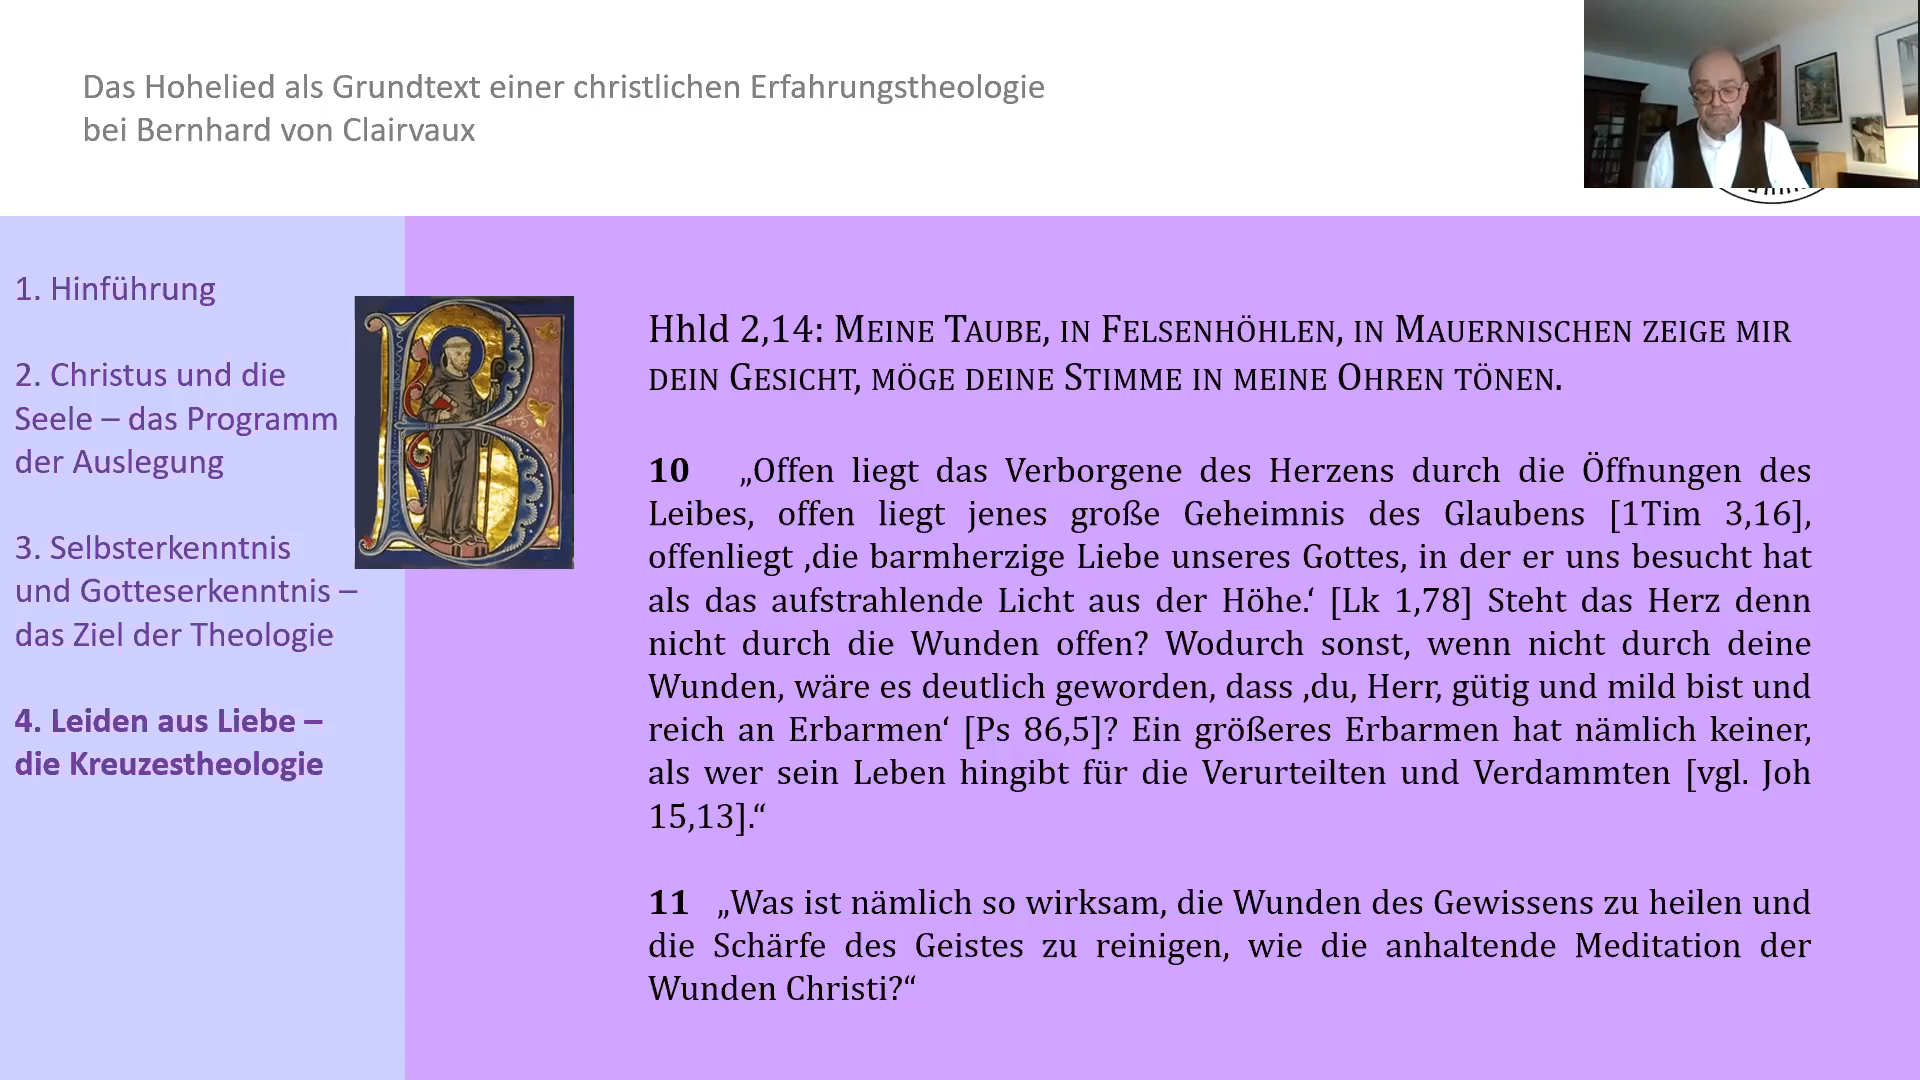 Das Hohelied als Grundtext einer christlichen Erfahrungstheologie
bei Bernhard von Clairvaux
1. Hinführung
2. Christus und die
Seele – das Programm
der Auslegung
3. Selbsterkenntnis
und Gotteserkenntnis –
das Ziel der Theologie
4. Leiden aus Liebe –
die Kreuzestheologie
Hhld 2,14: MEINE TAUBE, IN FELSENHÖHLEN, IN MAUERNISCHEN ZEIGE MIR
DEIN GESICHT, MÖGE DEINE STIMME IN MEINE OHREN TÖNEN.
10 „Offen liegt das Verborgene des Herzens durch die Öffnungen des
Leibes, offen liegt jenes große Geheimnis des Glaubens [1Tim 3,16],
offenliegt ‚die barmherzige Liebe unseres Gottes, in der er uns besucht hat
als das aufstrahlende Licht aus der Höhe.‘ [Lk 1,78] Steht das Herz denn
nicht durch die Wunden offen? Wodurch sonst, wenn nicht durch deine
Wunden, wäre es deutlich geworden, dass ‚du, Herr, gütig und mild bist und
reich an Erbarmen‘ [Ps 86,5]? Ein größeres Erbarmen hat nämlich keiner,
als wer sein Leben hingibt für die Verurteilten und Verdammten [vgl. Joh
15,13].“
11 „Was ist nämlich so wirksam, die Wunden des Gewissens zu heilen und
die Schärfe des Geistes zu reinigen, wie die anhaltende Meditation der
Wunden Christi?“